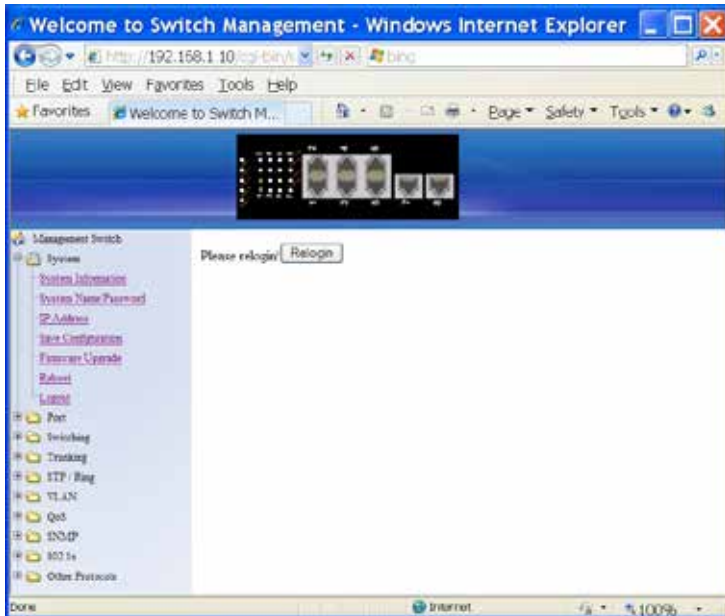 Welcome to Switch Management - Windows Internet Explorer
http://192.168.1 10/cgi-bin/s bing
File Edit View Favorites Tools Help
Favorites Welcome to Switch M... Page Safety Tools
Management Switch
System
System Information
System Name/Password
IP Address
Save Configuration
Firmware Upgrade
Reboot
Logout
Port
Switching
Trunking
STP / Ring
VLAN
QoS
SNMP
802.1x
Other Protocols
Please relogin! Relogin
Done Internet 100%